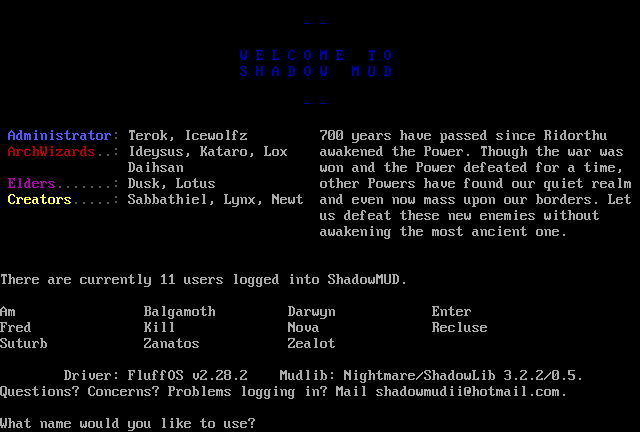 WELCOME TO
SHADOW MUD
Administrator: Terok, Icewolfz
ArchWizards..: Ideysus, Kataro, Lox
Daihsan
Elders.......: Dusk, Lotus
Creators.....: Sabbathiel, Lynx, Newt
700 years have passed since Ridorthu
awakened the Power. Though the war was
won and the Power defeated for a time,
other Powers have found our quiet realm
and even now mass upon our borders. Let
us defeat these new enemies without
awakening the most ancient one.
There are currently 11 users logged into ShadowMUD.
Am Balgamoth Darwyn Enter
Fred Kill Nova Recluse
Suturb Zanatos Zealot
Driver: FluffOS v2.28.2 Mudlib: Nightmare/ShadowLib 3.2.2/0.5.
Questions? Concerns? Problems logging in? Mail shadowmudii@hotmail.com.
What name would you like to use?